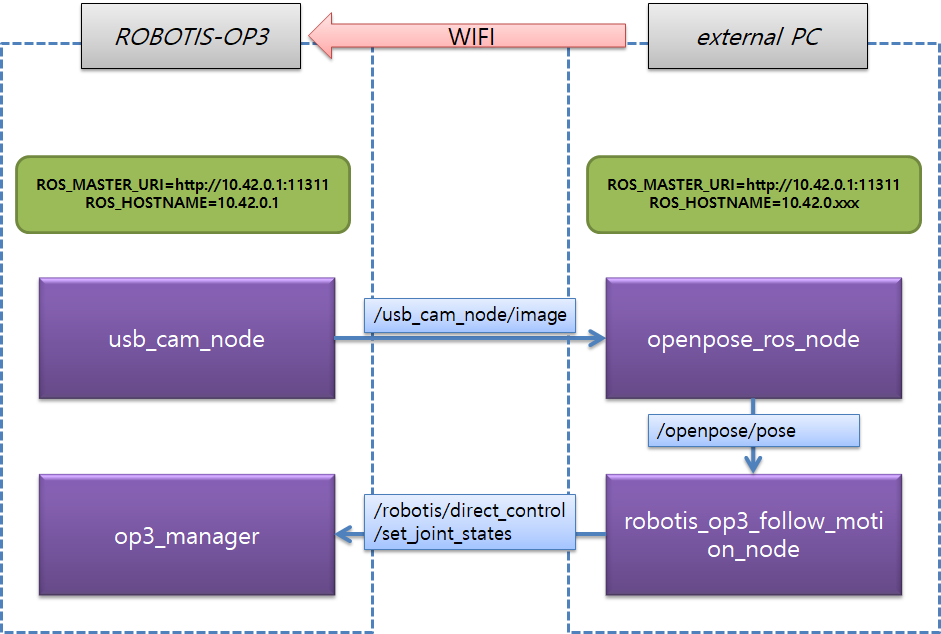 ROBOTIS-OP3
WIFI
external PC
ROS_MASTER_URI=http://10.42.0.1:11311
ROS_HOSTNAME=10.42.0.1
ROS_MASTER_URI=http://10.42.0.1:11311
ROS_HOSTNAME=10.42.0.xxx
usb_cam_node
/usb_cam_node/image
openpose_ros_node
/openpose/pose
op3_manager
/robotis/direct_control
/set_joint_states
robotis_op3_follow_moti
on_node